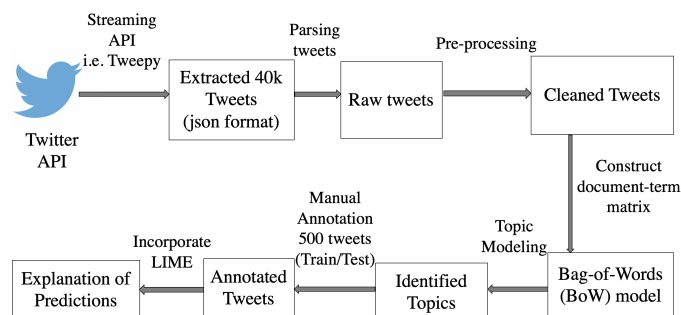 Streaming
API
i.e. Tweepy
Twitter
API
Extracted 40k
Tweets
(json format)
Parsing
tweets
Raw tweets
Pre-processing
Cleaned Tweets
Construct
document-term
matrix
Bag-of-Words
(BoW) model
Topic
Modeling
Identified
Topics
Manual
Annotation
500 tweets
(Train/Test)
Annotated
Tweets
Incorporate
LIME
Explanation of
Predictions